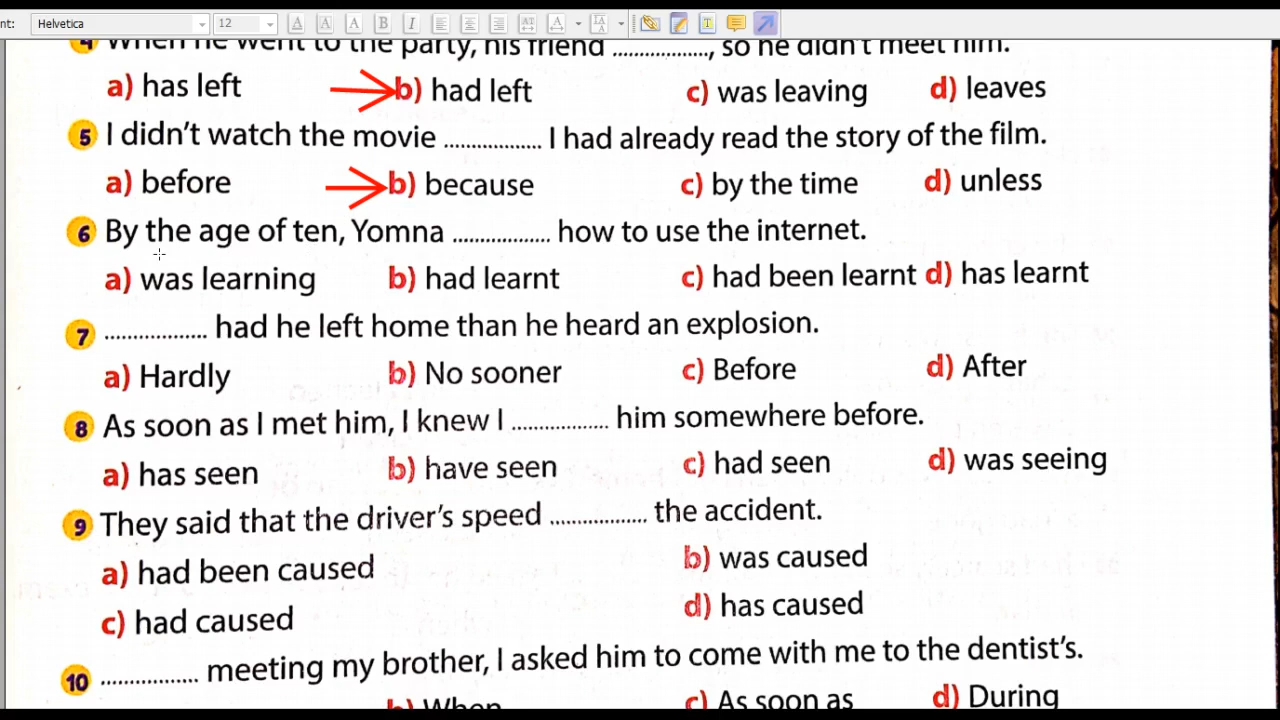 nt: Helvetica 12 A A A B I T IA T
4 When he went to the party, his friend .................., so he didn't meet him.
a) has left b) had left c) was leaving d) leaves
5 I didn't watch the movie .................. I had already read the story of the film.
a) before b) because c) by the time d) unless
6 By the age of ten, Yomna .................. how to use the internet.
a) was learning b) had learnt c) had been learnt d) has learnt
7 .................. had he left home than he heard an explosion.
a) Hardly b) No sooner c) Before d) After
8 As soon as I met him, I knew I .................. him somewhere before.
a) has seen b) have seen c) had seen d) was seeing
9 They said that the driver's speed .................. the accident.
a) had been caused b) was caused
c) had caused d) has caused
10 .................. meeting my brother, I asked him to come with me to the dentist's.
b) When c) As soon as d) During